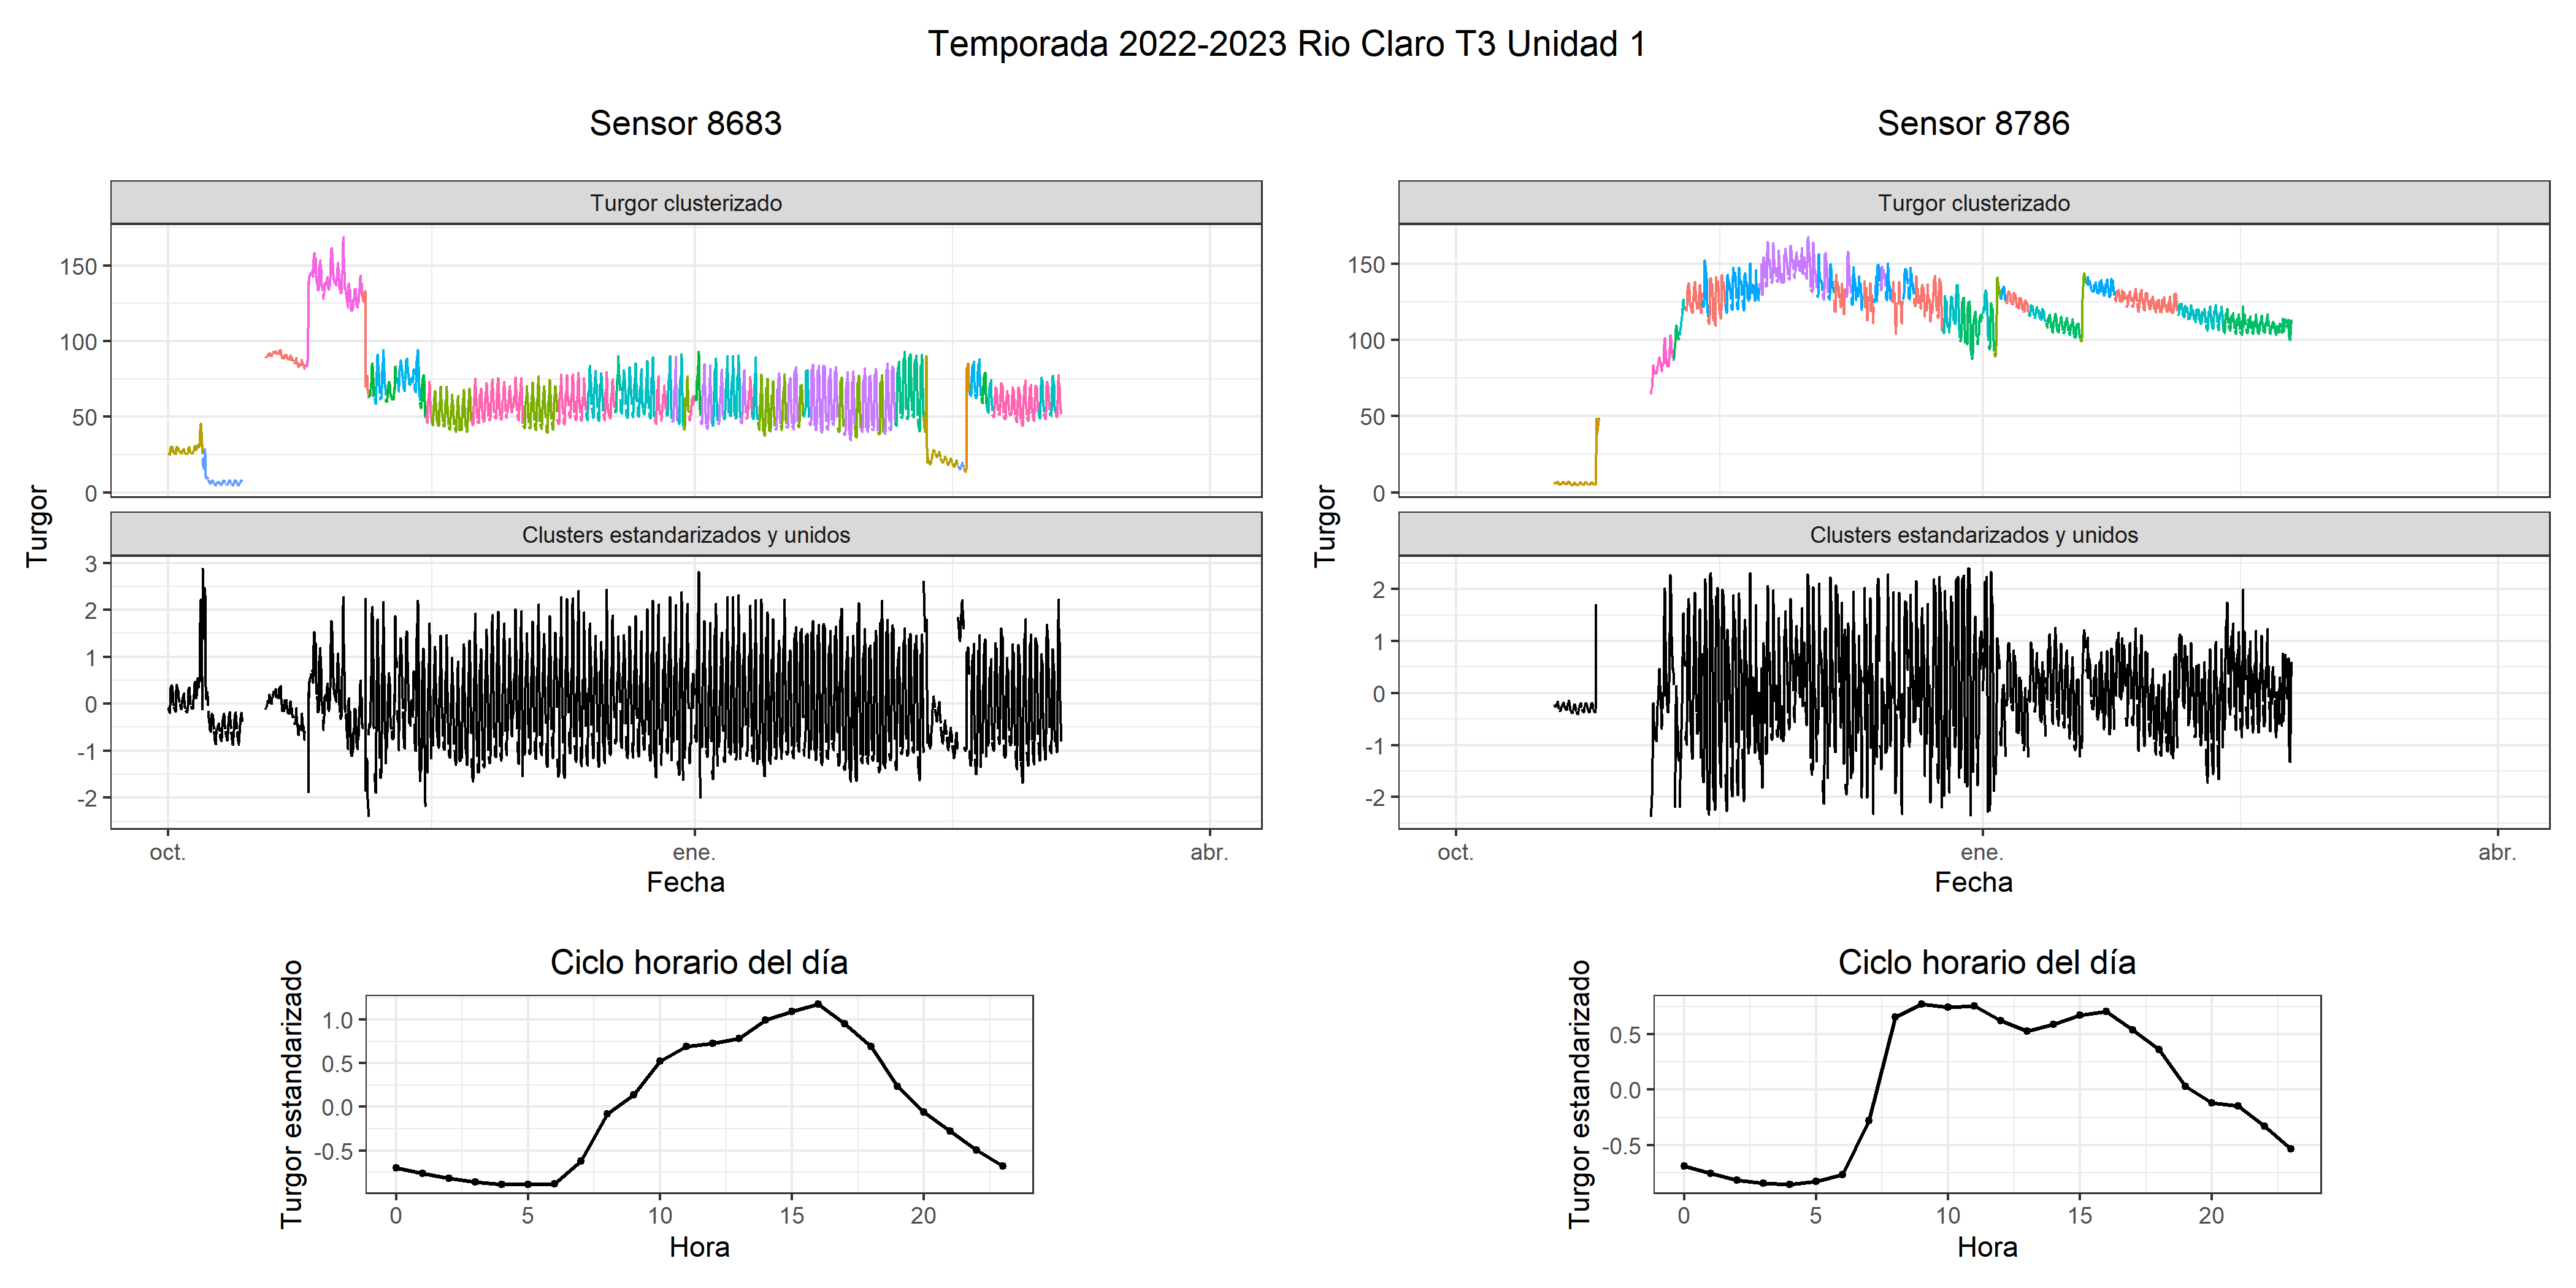 Temporada 2022-2023 Rio Claro T3 Unidad 1
Sensor 8683
Turgor clusterizado
150
100
50
0
Turgor
Clusters estandarizados y unidos
3
2
1
0
-1
-2
oct.
ene.
abr.
Fecha
Ciclo horario del día
Turgor estandarizado
1.0
0.5
0.0
-0.5
0
5
10
15
20
Hora
Sensor 8786
Turgor clusterizado
150
100
50
0
Turgor
Clusters estandarizados y unidos
2
1
0
-1
-2
oct.
ene.
abr.
Fecha
Ciclo horario del día
Turgor estandarizado
0.5
0.0
-0.5
0
5
10
15
20
Hora